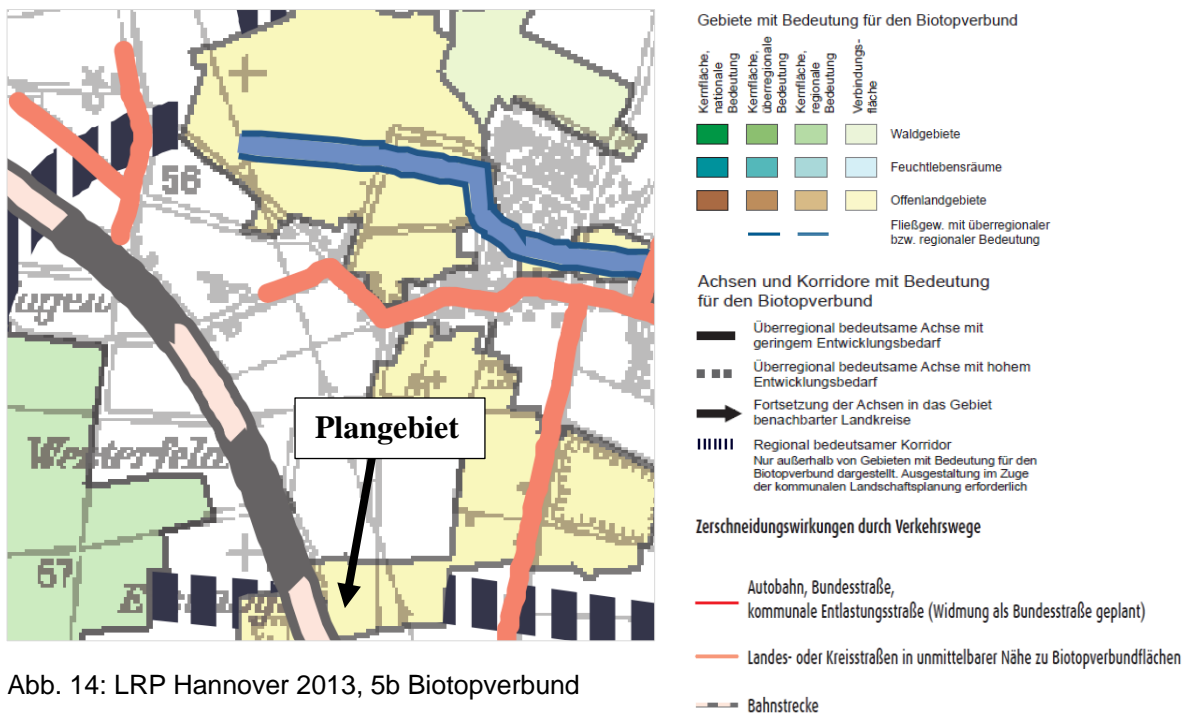 58
Plangebiet
67
Abb. 14: LRP Hannover 2013, 5b Biotopverbund
Gebiete mit Bedeutung für den Biotopverbund
Kernfläche,
nationale
Bedeutung
Kernfläche,
überregionale
Bedeutung
Kernfläche,
regionale
Bedeutung
Verbindungs-
fläche
Waldgebiete
Feuchtlebensräume
Offenlandgebiete
Fließgew. mit überregionaler
bzw. regionaler Bedeutung
Achsen und Korridore mit Bedeutung
für den Biotopverbund
Überregional bedeutsame Achse mit
geringem Entwicklungsbedarf
Überregional bedeutsame Achse mit hohem
Entwicklungsbedarf
Fortsetzung der Achsen in das Gebiet
benachbarter Landkreise
Regional bedeutsamer Korridor
Nur außerhalb von Gebieten mit Bedeutung für den
Biotopverbund dargestellt. Ausgestaltung im Zuge
der kommunalen Landschaftsplanung erforderlich
Zerschneidungswirkungen durch Verkehrswege
Autobahn, Bundesstraße,
kommunale Entlastungsstraße (Widmung als Bundesstraße geplant)
Landes- oder Kreisstraßen in unmittelbarer Nähe zu Biotopverbundflächen
Bahnstrecke